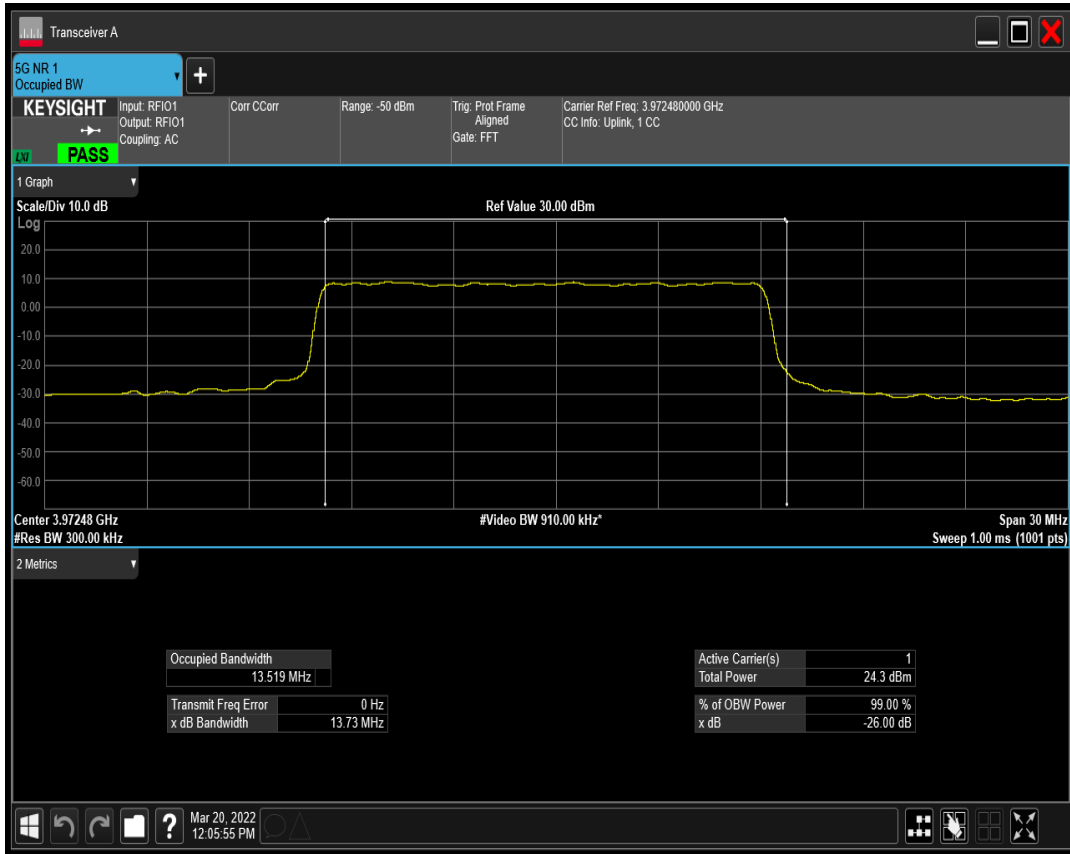 Transceiver A
5G NR 1
Occupied BW
+
KEYSIGHT
LXI
PASS
Input: RFIO1
Output: RFIO1
Coupling: AC
Corr CCorr
Range: -50 dBm
Trig: Prot Frame
Aligned
Gate: FFT
Carrier Ref Freq: 3.972480000 GHz
CC Info: Uplink, 1 CC
1 Graph
Scale/Div 10.0 dB
Ref Value 30.00 dBm
Log
20.0
10.0
0.00
-10.0
-20.0
-30.0
-40.0
-50.0
-60.0
Center 3.97248 GHz
#Video BW 910.00 kHz*
Span 30 MHz
#Res BW 300.00 kHz
Sweep 1.00 ms (1001 pts)
2 Metrics
Occupied Bandwidth
13.519 MHz
Transmit Freq Error 0 Hz
x dB Bandwidth 13.73 MHz
Active Carrier(s) 1
Total Power 24.3 dBm
% of OBW Power 99.00 %
x dB -26.00 dB
?
Mar 20, 2022
12:05:55 PM